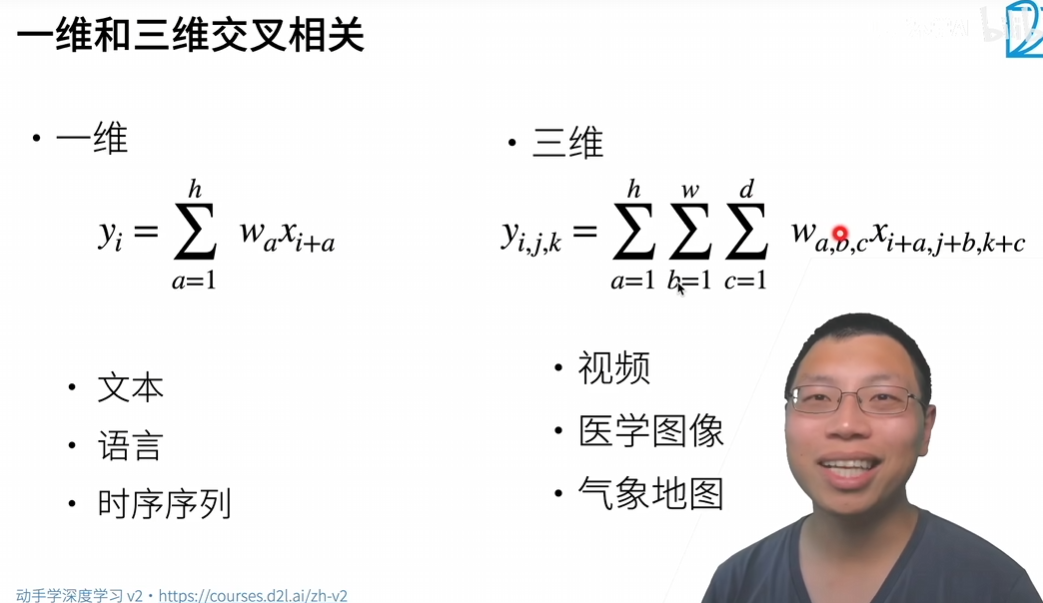 一维和三维交叉相关
bilibili
• 一维
y_i = \sum_{a=1}^{h} w_a x_{i+a}
• 文本
• 语言
• 时序序列
• 三维
y_{i,j,k} = \sum_{a=1}^{h} \sum_{b=1}^{w} \sum_{c=1}^{d} w_{a,b,c} x_{i+a,j+b,k+c}
• 视频
• 医学图像
• 气象地图
动手学深度学习 v2 • https://courses.d2l.ai/zh-v2